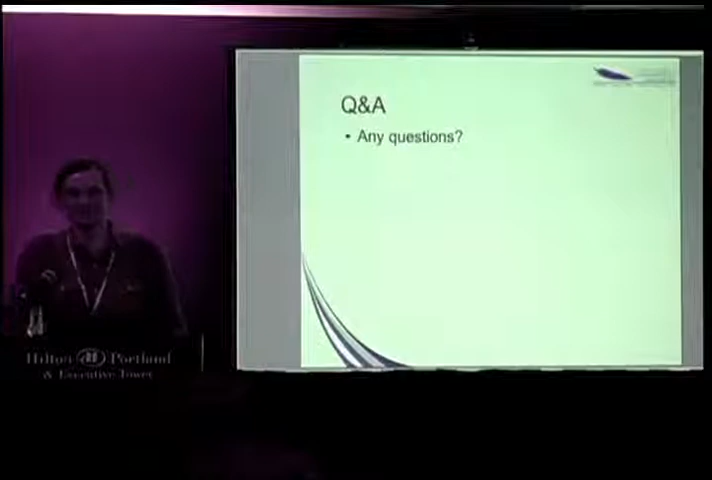 Q&A
• Any questions?
Hilton Portland
& Executive Tower